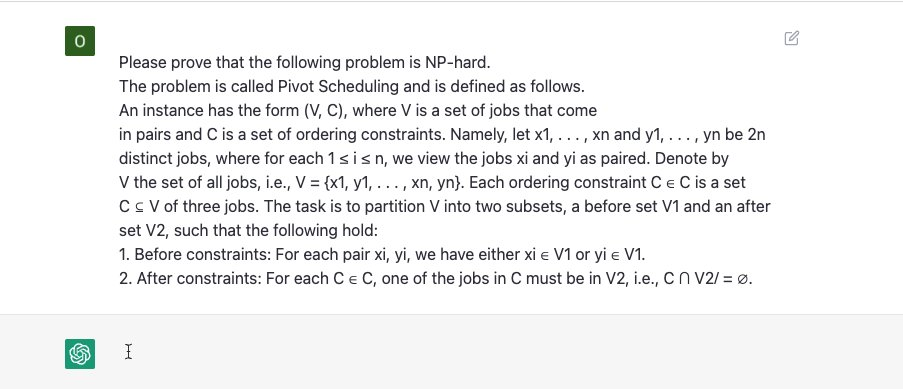 O
Please prove that the following problem is NP-hard.
The problem is called Pivot Scheduling and is defined as follows.
An instance has the form (V, C), where V is a set of jobs that come
in pairs and C is a set of ordering constraints. Namely, let x1, . . . , xn and y1, . . . , yn be 2n
distinct jobs, where for each 1 ≤ i ≤ n, we view the jobs xi and yi as paired. Denote by
V the set of all jobs, i.e., V = {x1, y1, . . . , xn, yn}. Each ordering constraint C ∈ C is a set
C ⊆ V of three jobs. The task is to partition V into two subsets, a before set V1 and an after
set V2, such that the following hold:
1. Before constraints: For each pair xi, yi, we have either xi ∈ V1 or yi ∈ V1.
2. After constraints: For each C ∈ C, one of the jobs in C must be in V2, i.e., C ∩ V2/ = ∅.